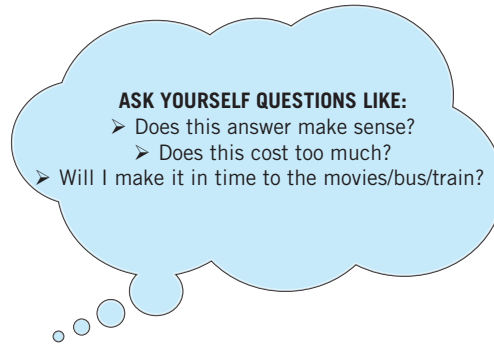 ASK YOURSELF QUESTIONS LIKE:
➢ Does this answer make sense?
➢ Does this cost too much?
➢ Will I make it in time to the movies/bus/train?